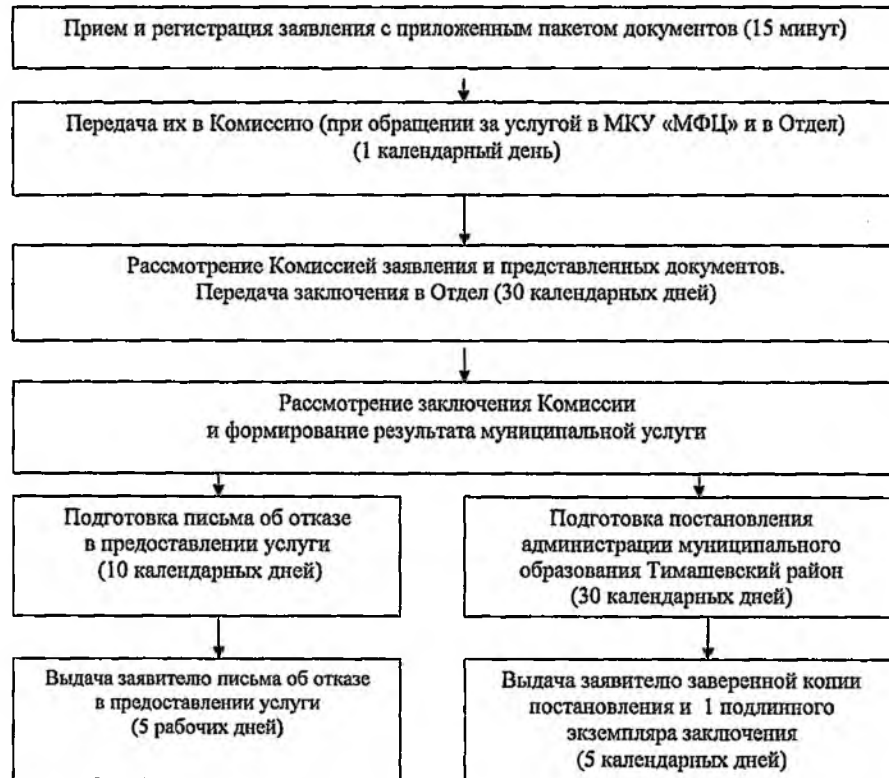 Прием и регистрация заявления с приложенным пакетом документов (15 минут)
Передача их в Комиссию (при обращении за услугой в МКУ «МФЦ» и в Отдел)
(1 календарный день)
Рассмотрение Комиссией заявления и представленных документов.
Передача заключения в Отдел (30 календарных дней)
Рассмотрение заключения Комиссии
и формирование результата муниципальной услуги
Подготовка письма об отказе
в предоставлении услуги
(10 календарных дней)
Подготовка постановления
администрации муниципального
образования Тимашевский район
(30 календарных дней)
Выдача заявителю письма об отказе
в предоставлении услуги
(5 рабочих дней)
Выдача заявителю заверенной копии
постановления и 1 подлинного
экземпляра заключения
(5 календарных дней)